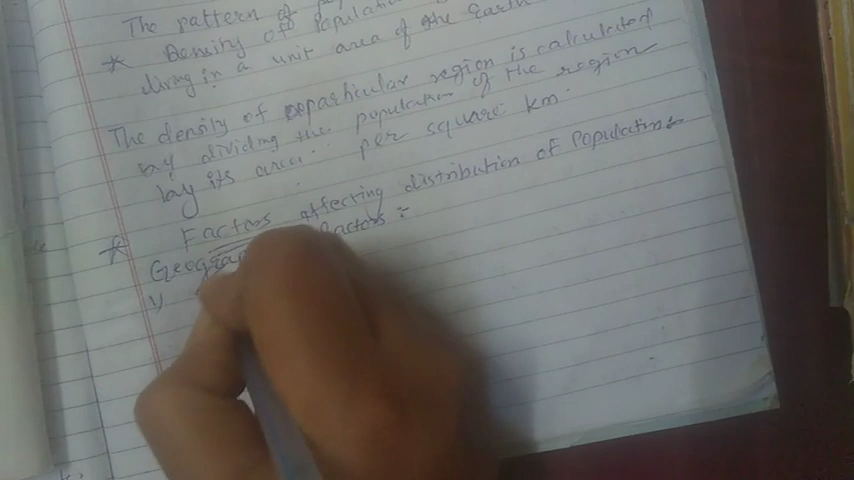 The pattern of
* Density of Population
living in a unit area of the Earth
The density of particular region is calculated
by dividing the population of the region
by its area.. per square km.
* Factors affecting distribution of Population:-
Geographical factors :-
1)